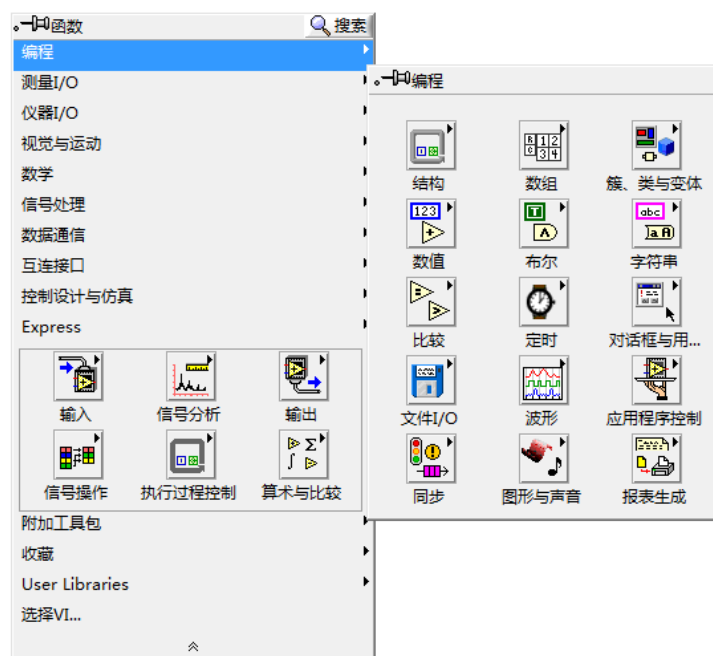 函数 搜索
编程
测量I/O
仪器I/O
视觉与运动
数学
信号处理
数据通信
互连接口
控制设计与仿真
Express
输入 信号分析 输出
信号操作 执行过程控制 算术与比较
附加工具包
收藏
User Libraries
选择VI...
编程
结构 数组 簇、类与变体
数值 布尔 字符串
比较 定时 对话框与用...
文件I/O 波形 应用程序控制
同步 图形与声音 报表生成